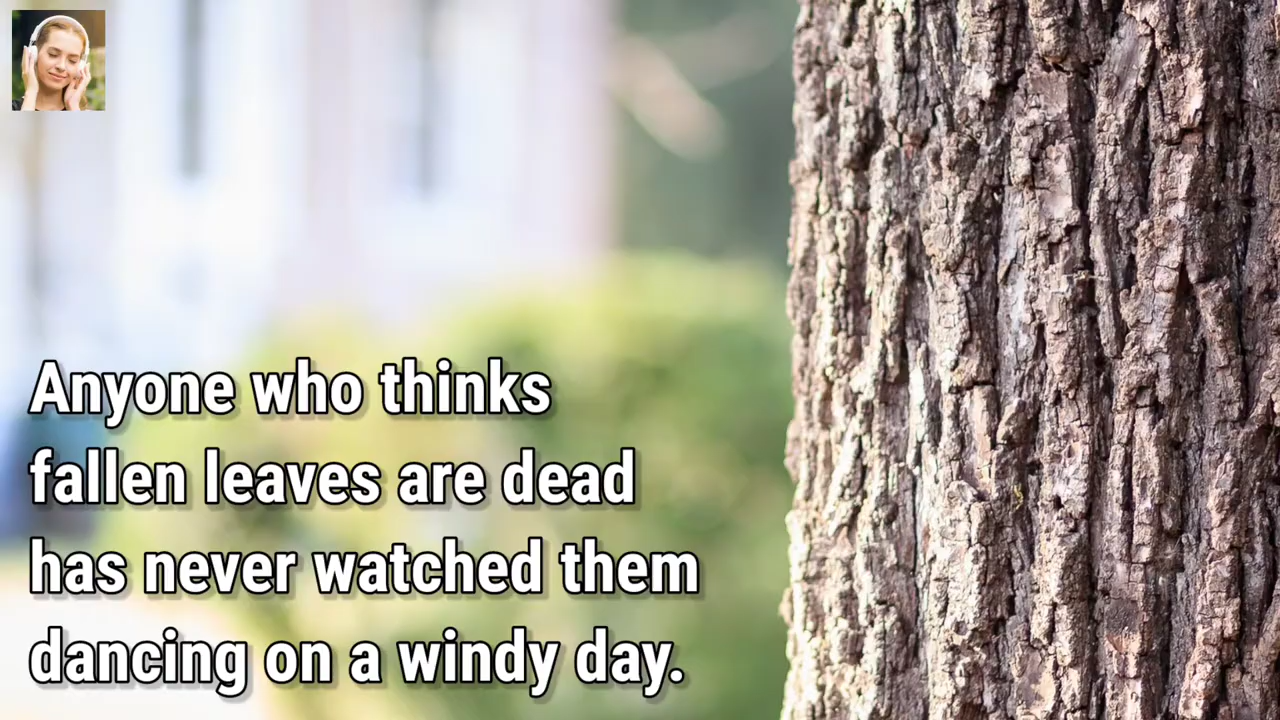 Anyone who thinks
fallen leaves are dead
has never watched them
dancing on a windy day.